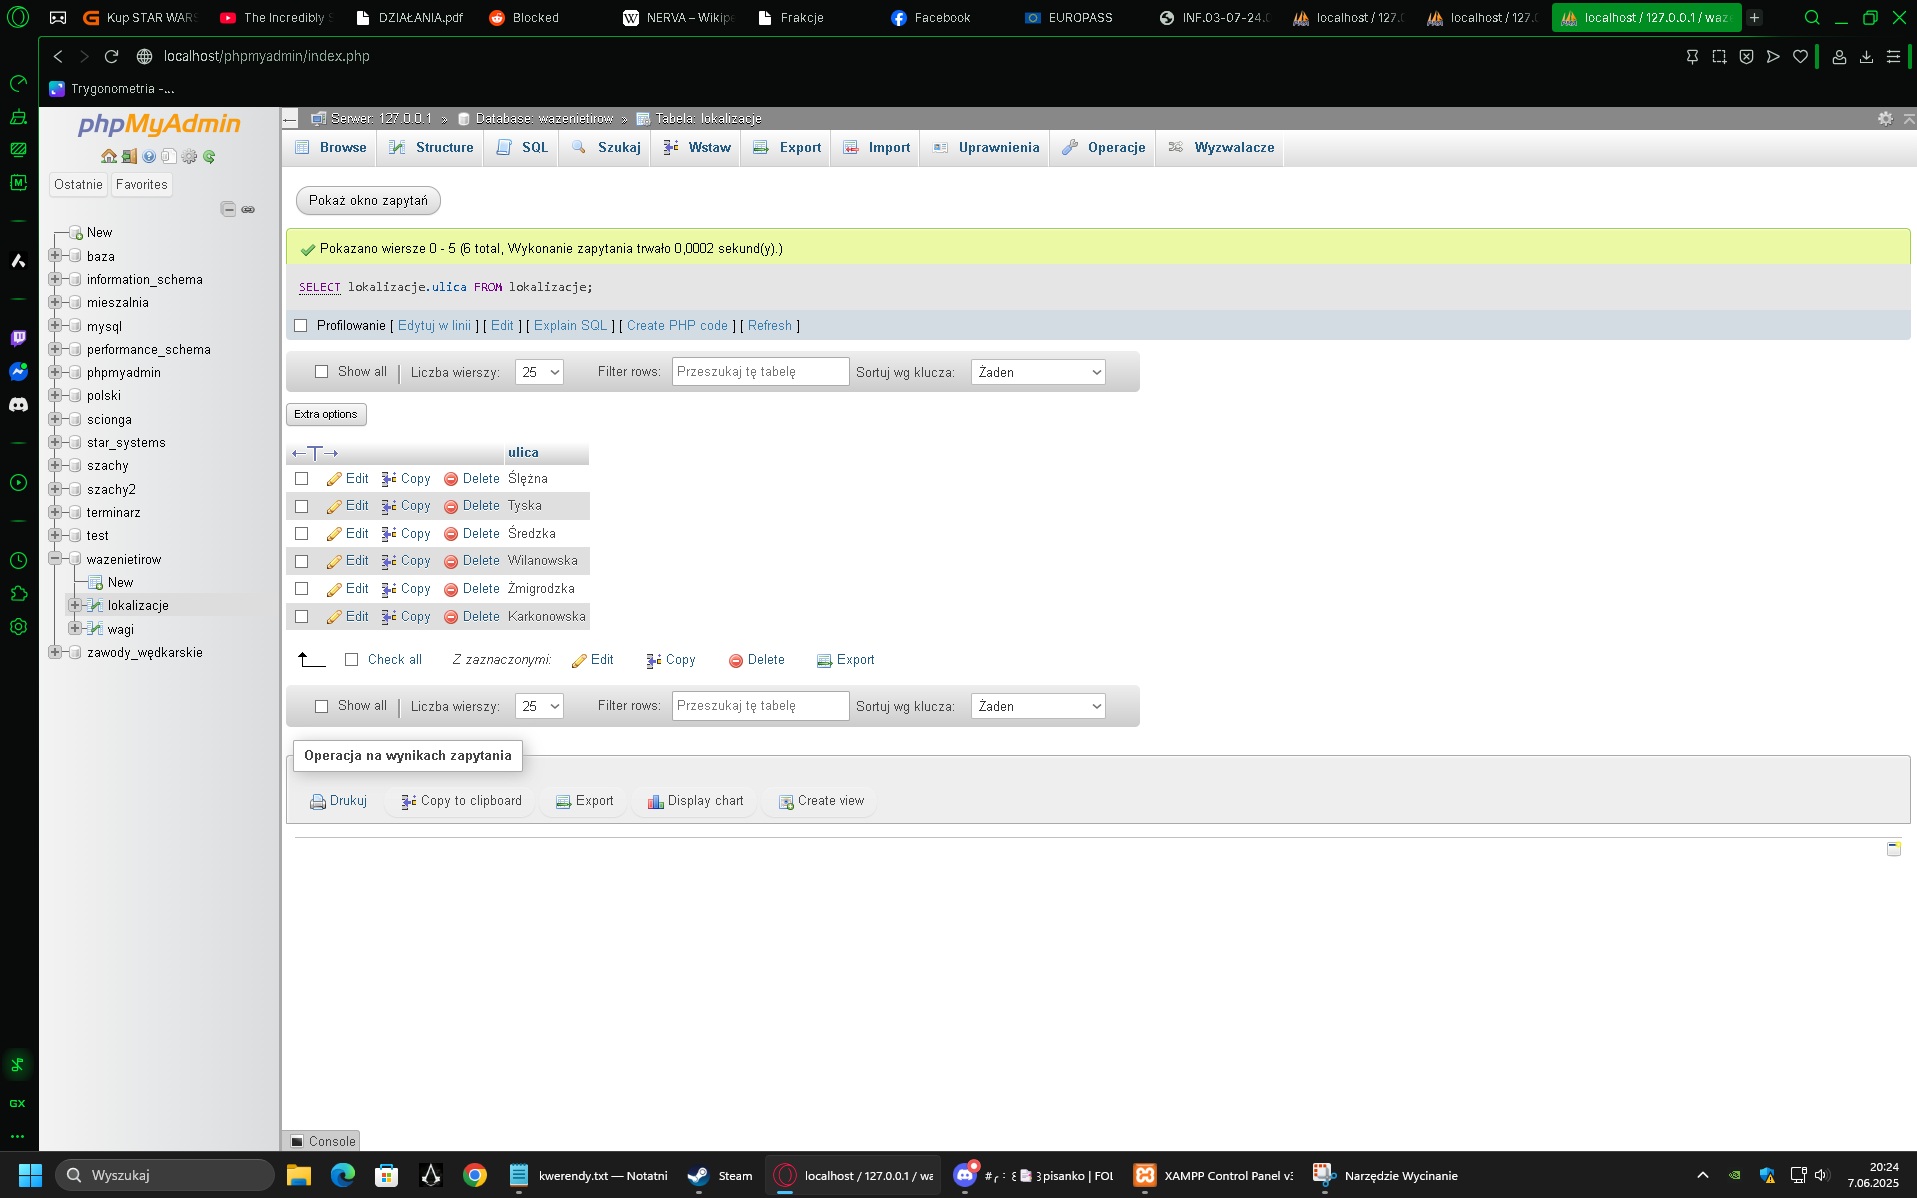 Kup STAR WARS
The Incredibly
DZIAŁANIA.pdf
Blocked
NERVA – Wikipe
Frakcje
Facebook
EUROPASS
INF.03-07-24.0
localhost / 127.
localhost / 127.0
localhost / 127.0.0.1 / waze
localhost/phpmyadmin/index.php
Trygonometria -...
phpMyAdmin
Ostatnie
Favorites
New
baza
information_schema
mieszalnia
mysql
performance_schema
phpmyadmin
polski
scionga
star_systems
szachy
szachy2
terminarz
test
wazenietirow
New
lokalizacje
wagi
zawody_wędkarskie
Serwer: 127.0.0.1 » Database: wazenietirow » Tabela: lokalizacje
Browse Structure SQL Szukaj Wstaw Export Import Uprawnienia Operacje Wyzwalacze
Pokaż okno zapytań
Pokazano wiersze 0 - 5 (6 total, Wykonanie zapytania trwało 0,0002 sekund(y).)
SELECT lokalizacje.ulica FROM lokalizacje;
Profilowanie [ Edytuj w linii ] [ Edit ] [ Explain SQL ] [ Create PHP code ] [ Refresh ]
Show all | Liczba wierszy: 25 Filter rows: Przeszukaj tę tabelę Sortuj wg klucza: Żaden
Extra options
←T→ ulica
Edit Copy Delete Ślężna
Edit Copy Delete Tyska
Edit Copy Delete Średzka
Edit Copy Delete Wilanowska
Edit Copy Delete Żmigrodzka
Edit Copy Delete Karkonowska
Check all Z zaznaczonymi: Edit Copy Delete Export
Show all | Liczba wierszy: 25 Filter rows: Przeszukaj tę tabelę Sortuj wg klucza: Żaden
Operacja na wynikach zapytania
Drukuj Copy to clipboard Export Display chart Create view
Console
GX
Wyszukaj
kwerendy.txt — Notatni
Steam
localhost / 127.0.0.1 / wa
pisanko | FOL
XAMPP Control Panel v3
Narzędzie Wycinanie
20:24
7.06.2025